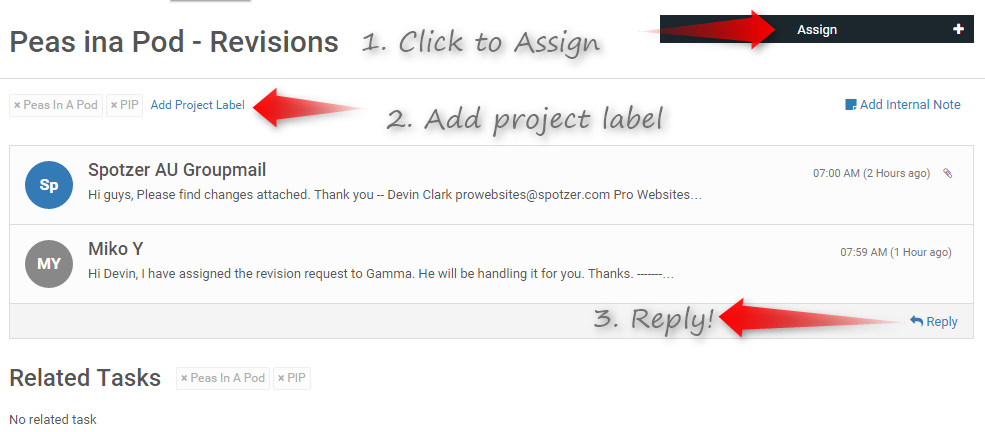 Peas ina Pod - Revisions
1. Click to Assign
Assign +
× Peas In A Pod × PIP Add Project Label
2. Add project label
Add Internal Note
Sp
Spotzer AU Groupmail
07:00 AM (2 Hours ago)
Hi guys, Please find changes attached. Thank you -- Devin Clark prowebsites@spotzer.com Pro Websites...
MY
Miko Y
07:59 AM (1 Hour ago)
Hi Devin, I have assigned the revision request to Gamma. He will be handling it for you. Thanks. -------...
3. Reply!
Reply
Related Tasks × Peas In A Pod × PIP
No related task